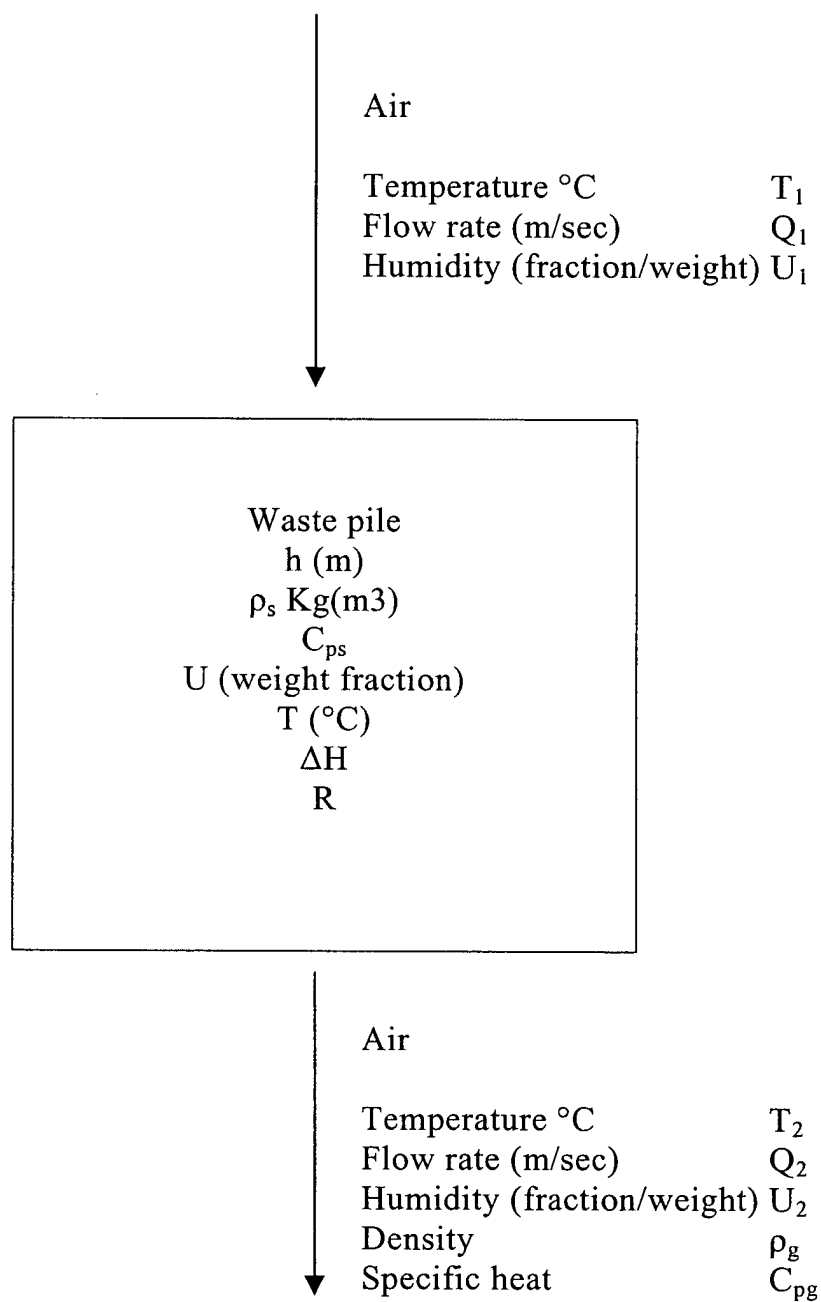 Air
Temperature °C T₁
Flow rate (m/sec) Q₁
Humidity (fraction/weight) U₁
Waste pile
h (m)
ρₛ Kg(m3)
Cₚₛ
U (weight fraction)
T (°C)
ΔH
R
Air
Temperature °C T₂
Flow rate (m/sec) Q₂
Humidity (fraction/weight) U₂
Density ρg
Specific heat Cpg